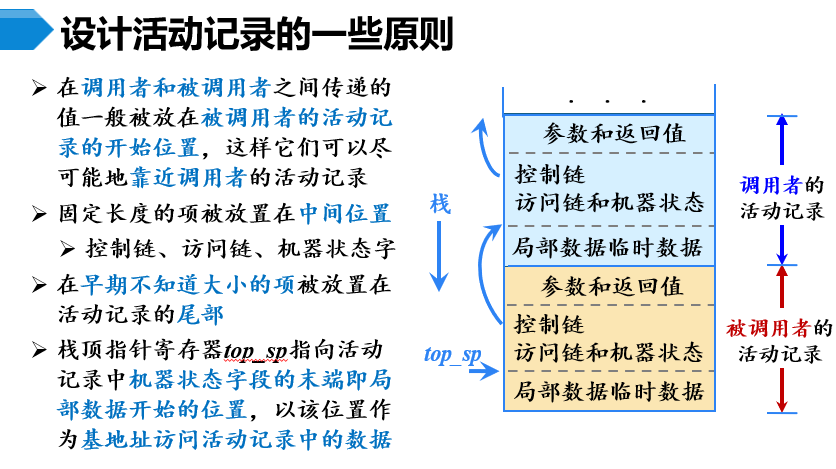 设计活动记录的一些原则
➢ 在调用者和被调用者之间传递的
值一般被放在被调用者的活动记
录的开始位置，这样它们可以尽
可能地靠近调用者的活动记录
➢ 固定长度的项被放置在中间位置
➢ 控制链、访问链、机器状态字
➢ 在早期不知道大小的项被放置在
活动记录的尾部
➢ 栈顶指针寄存器top_sp指向活动
记录中机器状态字段的末端即局
部数据开始的位置，以该位置作
为基地址访问活动记录中的数据
栈
top_sp
. . .
参数和返回值
控制链
访问链和机器状态
局部数据临时数据
参数和返回值
控制链
访问链和机器状态
局部数据临时数据
调用者的
活动记录
被调用者的
活动记录